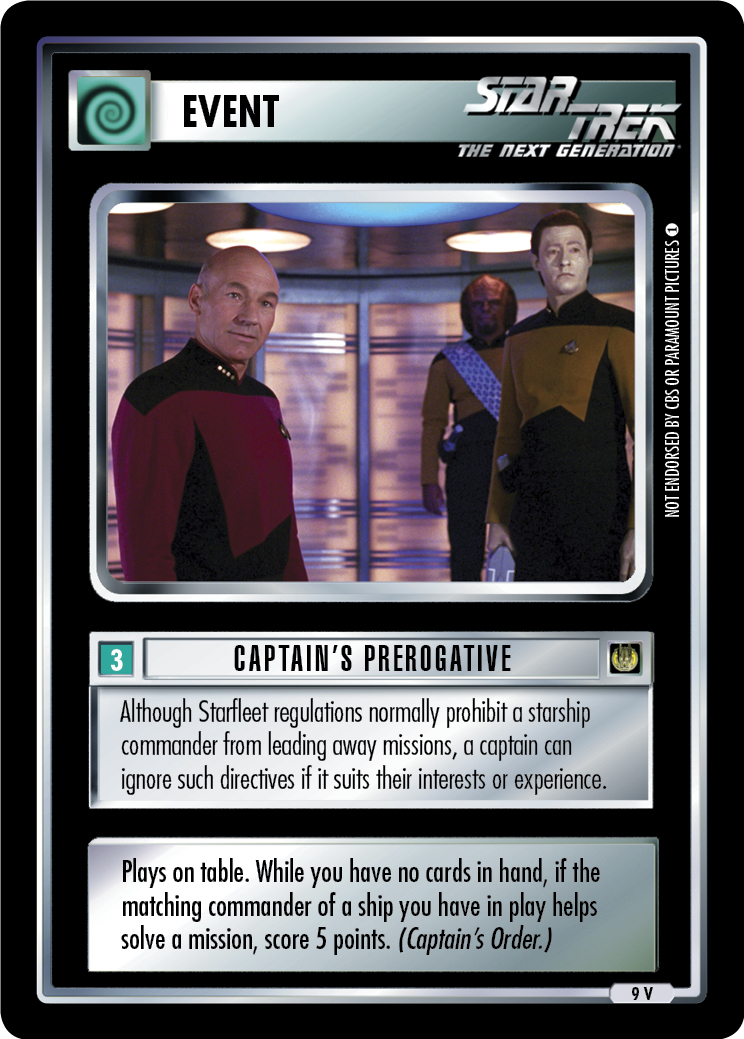 EVENT
STAR TREK
THE NEXT GENERATION
NOT ENDORSED BY CBS OR PARAMOUNT PICTURES 1
3
CAPTAIN'S PREROGATIVE
Although Starfleet regulations normally prohibit a starship
commander from leading away missions, a captain can
ignore such directives if it suits their interests or experience.
Plays on table. While you have no cards in hand, if the
matching commander of a ship you have in play helps
solve a mission, score 5 points. (Captain's Order.)
9 V